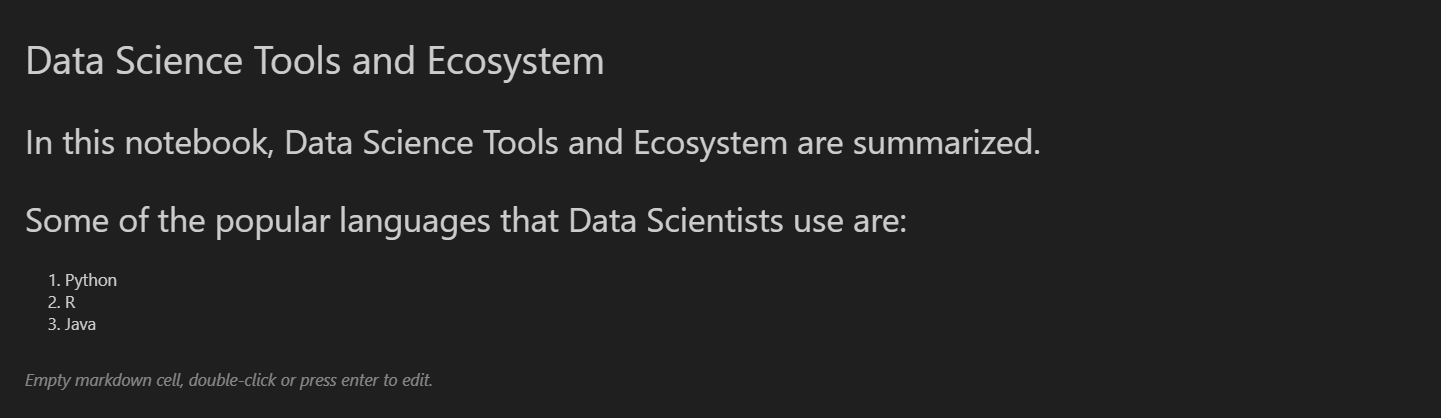 Data Science Tools and Ecosystem
In this notebook, Data Science Tools and Ecosystem are summarized.
Some of the popular languages that Data Scientists use are:
1. Python
2. R
3. Java
Empty markdown cell, double-click or press enter to edit.